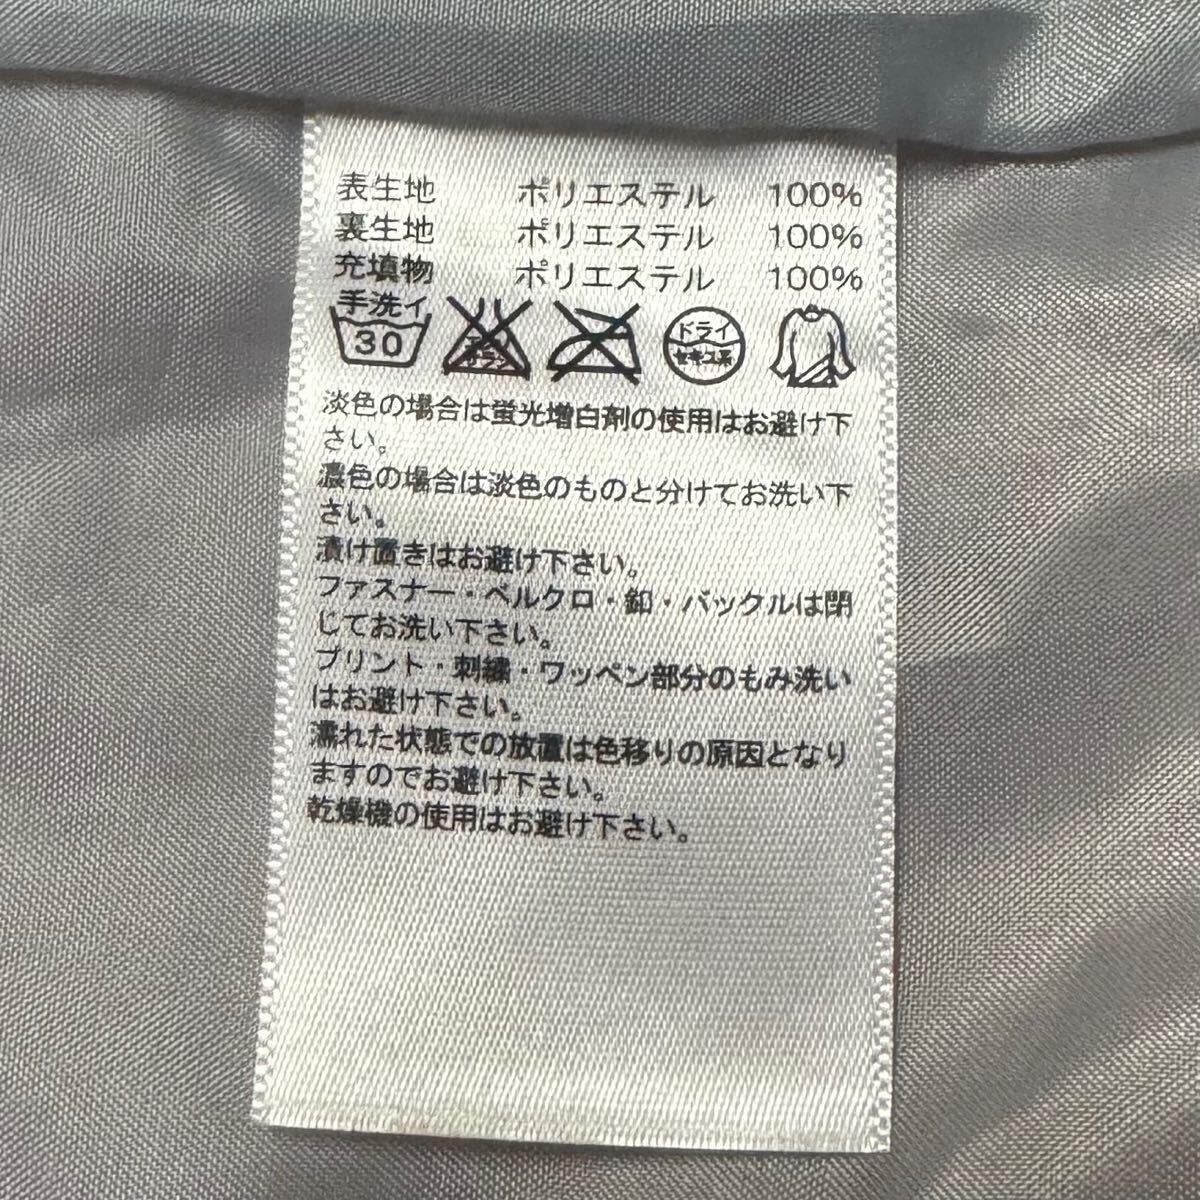 表生地 ポリエステル 100%
裏生地 ポリエステル 100%
充填物 ポリエステル 100%
手洗イ
30 ドライ
セキユ系
淡色の場合は蛍光増白剤の使用はお避け下
さい。
濃色の場合は淡色のものと分けてお洗い下
さい。
漬け置きはお避け下さい。
ファスナー・ベルクロ・釦・バックルは閉
じてお洗い下さい。
プリント・刺繍・ワッペン部分のもみ洗い
はお避け下さい。
濡れた状態での放置は色移りの原因となり
ますのでお避け下さい。
乾燥機の使用はお避け下さい。